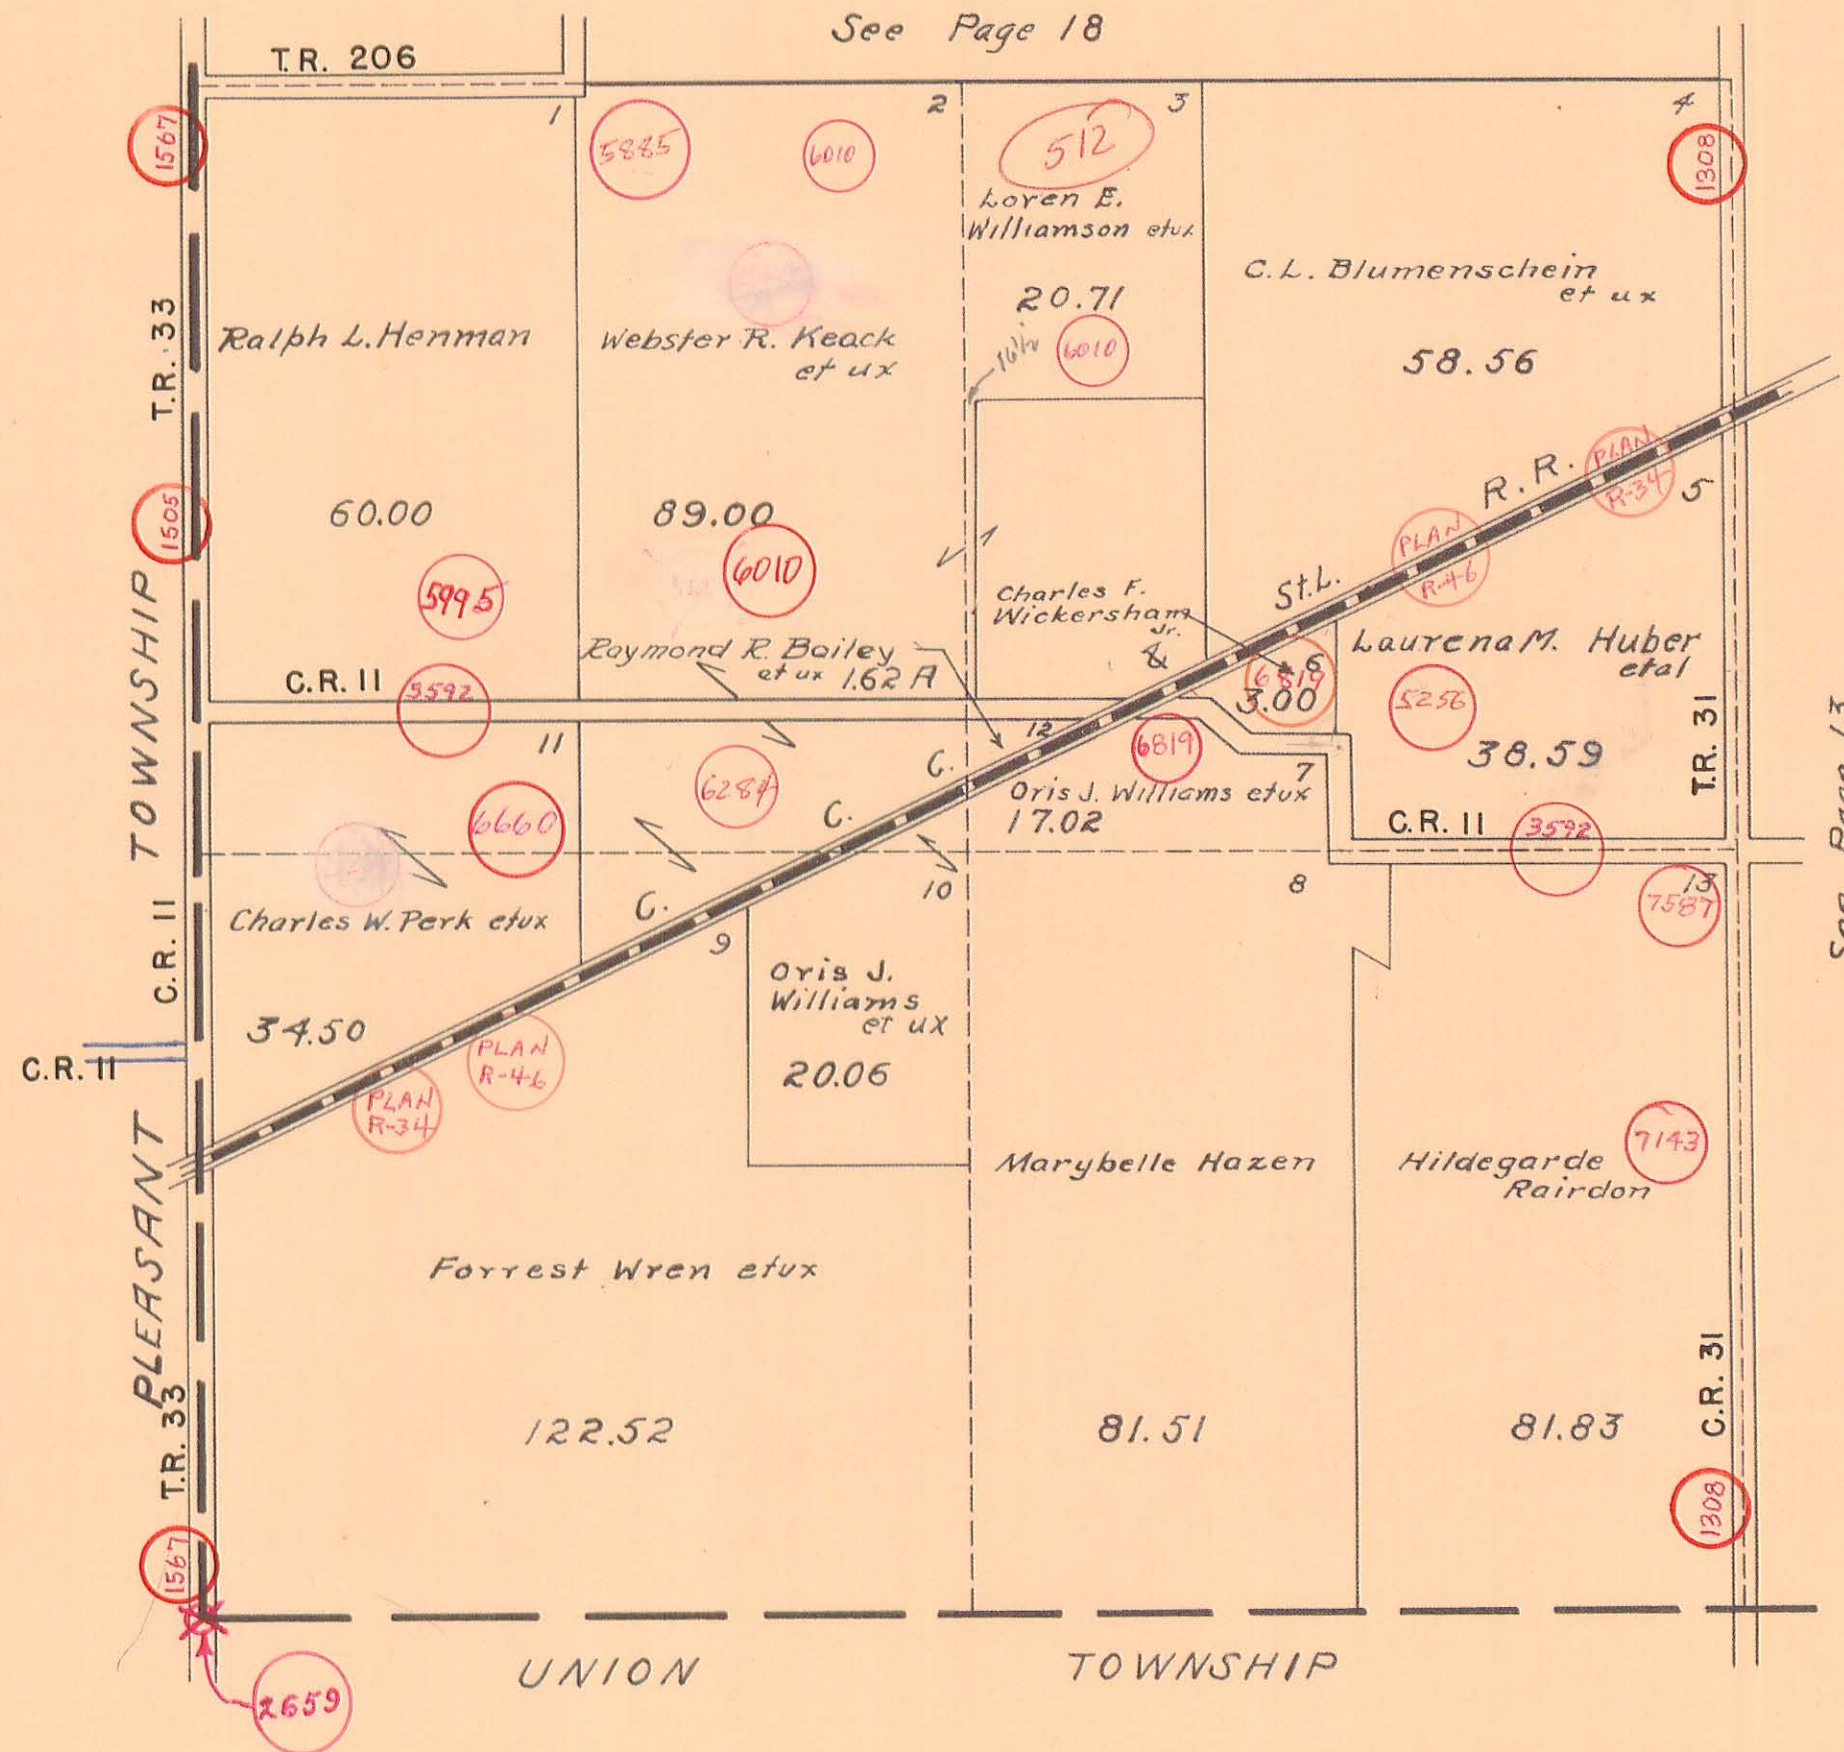 See Page 18
T.R. 206
1
2
3
4
1567
5885
6010
512
1308
Loren E.
Williamson etux
20.71
6010
16½
C.L. Blumenschein
et ux
58.56
T.R. 33
Ralph L. Henman
60.00
5995
Webster R. Keack
et ux
89.00
6010
1505
R. R.
PLAN
R-34
5
PLAN
R-46
St.L.
&
Charles F.
Wickersham
Jr.
6
6819
3.00
Laurena M. Huber
etal
5256
38.59
T.R. 31
Raymond R. Bailey
et ux 1.62 A
C.R. 11
3592
11
12
6819
7
PLEASANT TOWNSHIP
6660
6284
C.
C.
C.
Oris J. Williams etux
17.02
C.R. 11
3592
10
8
13
7587
Charles W. Perk etux
34.50
9
C.R. 11
C.R. 11
PLAN
R-46
PLAN
R-34
Oris J.
Williams
et ux
20.06
Marybelle Hazen
81.51
Hildegarde
Rairdon
7143
81.83
Forrest Wren etux
122.52
T.R. 33
C.R. 31
1308
1567
2659
UNION TOWNSHIP